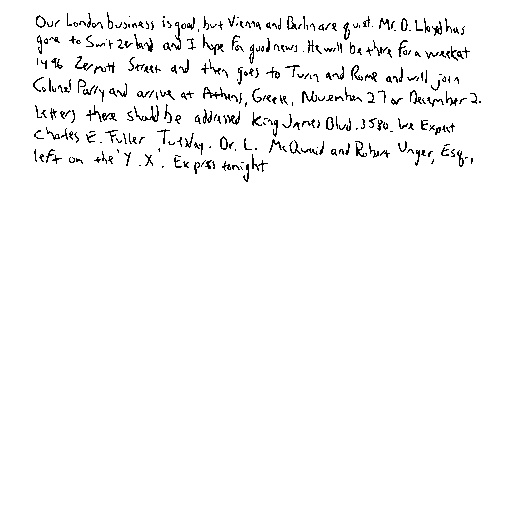 Our London business is good, but Vienna and Berlin are quiet. Mr. D. Lloyd has
gone to Switzerland and I hope for good news. He will be there for a week at
1496 Zermott Street and then goes to Turin and Rome and will join
Colonel Parry and arrive at Athens, Greece, November 27 or December 2.
Letters there should be addressed King James Blvd. 3580. We Expect
Charles E. Fuller Tuesday. Dr. L. McQuaid and Robert Unger, Esq.,
left on the 'Y. X'. Express tonight